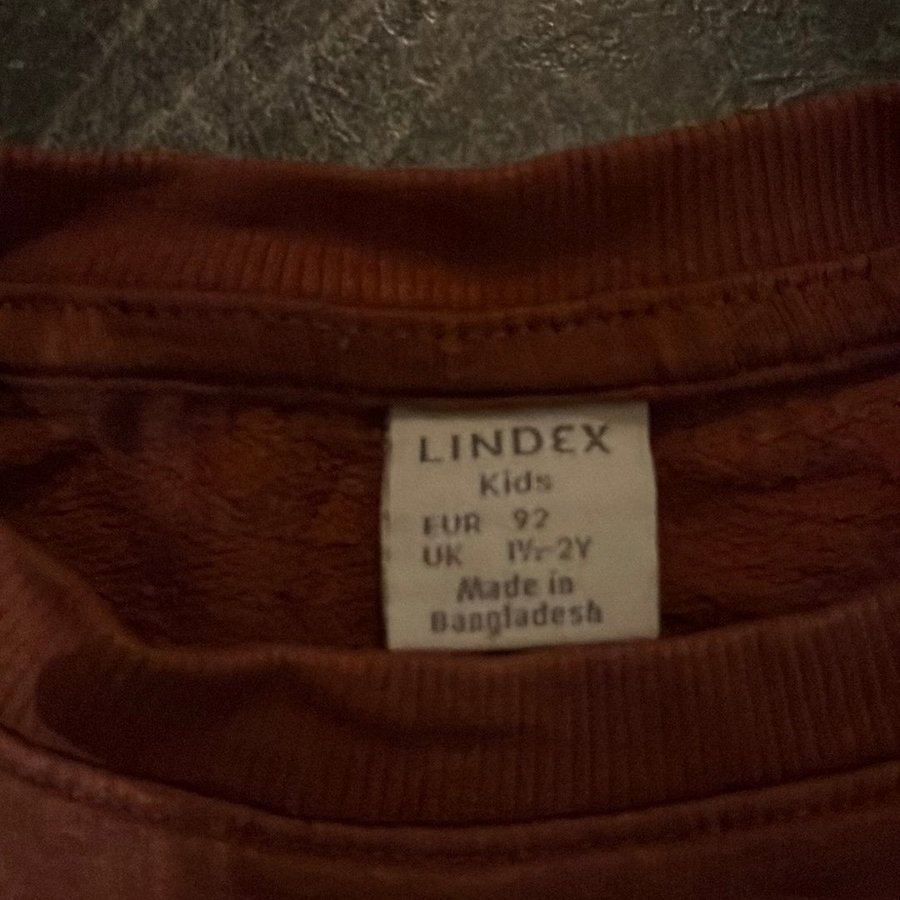 LINDEX
Kids
EUR 92
UK 1½-2Y
Made in
Bangladesh